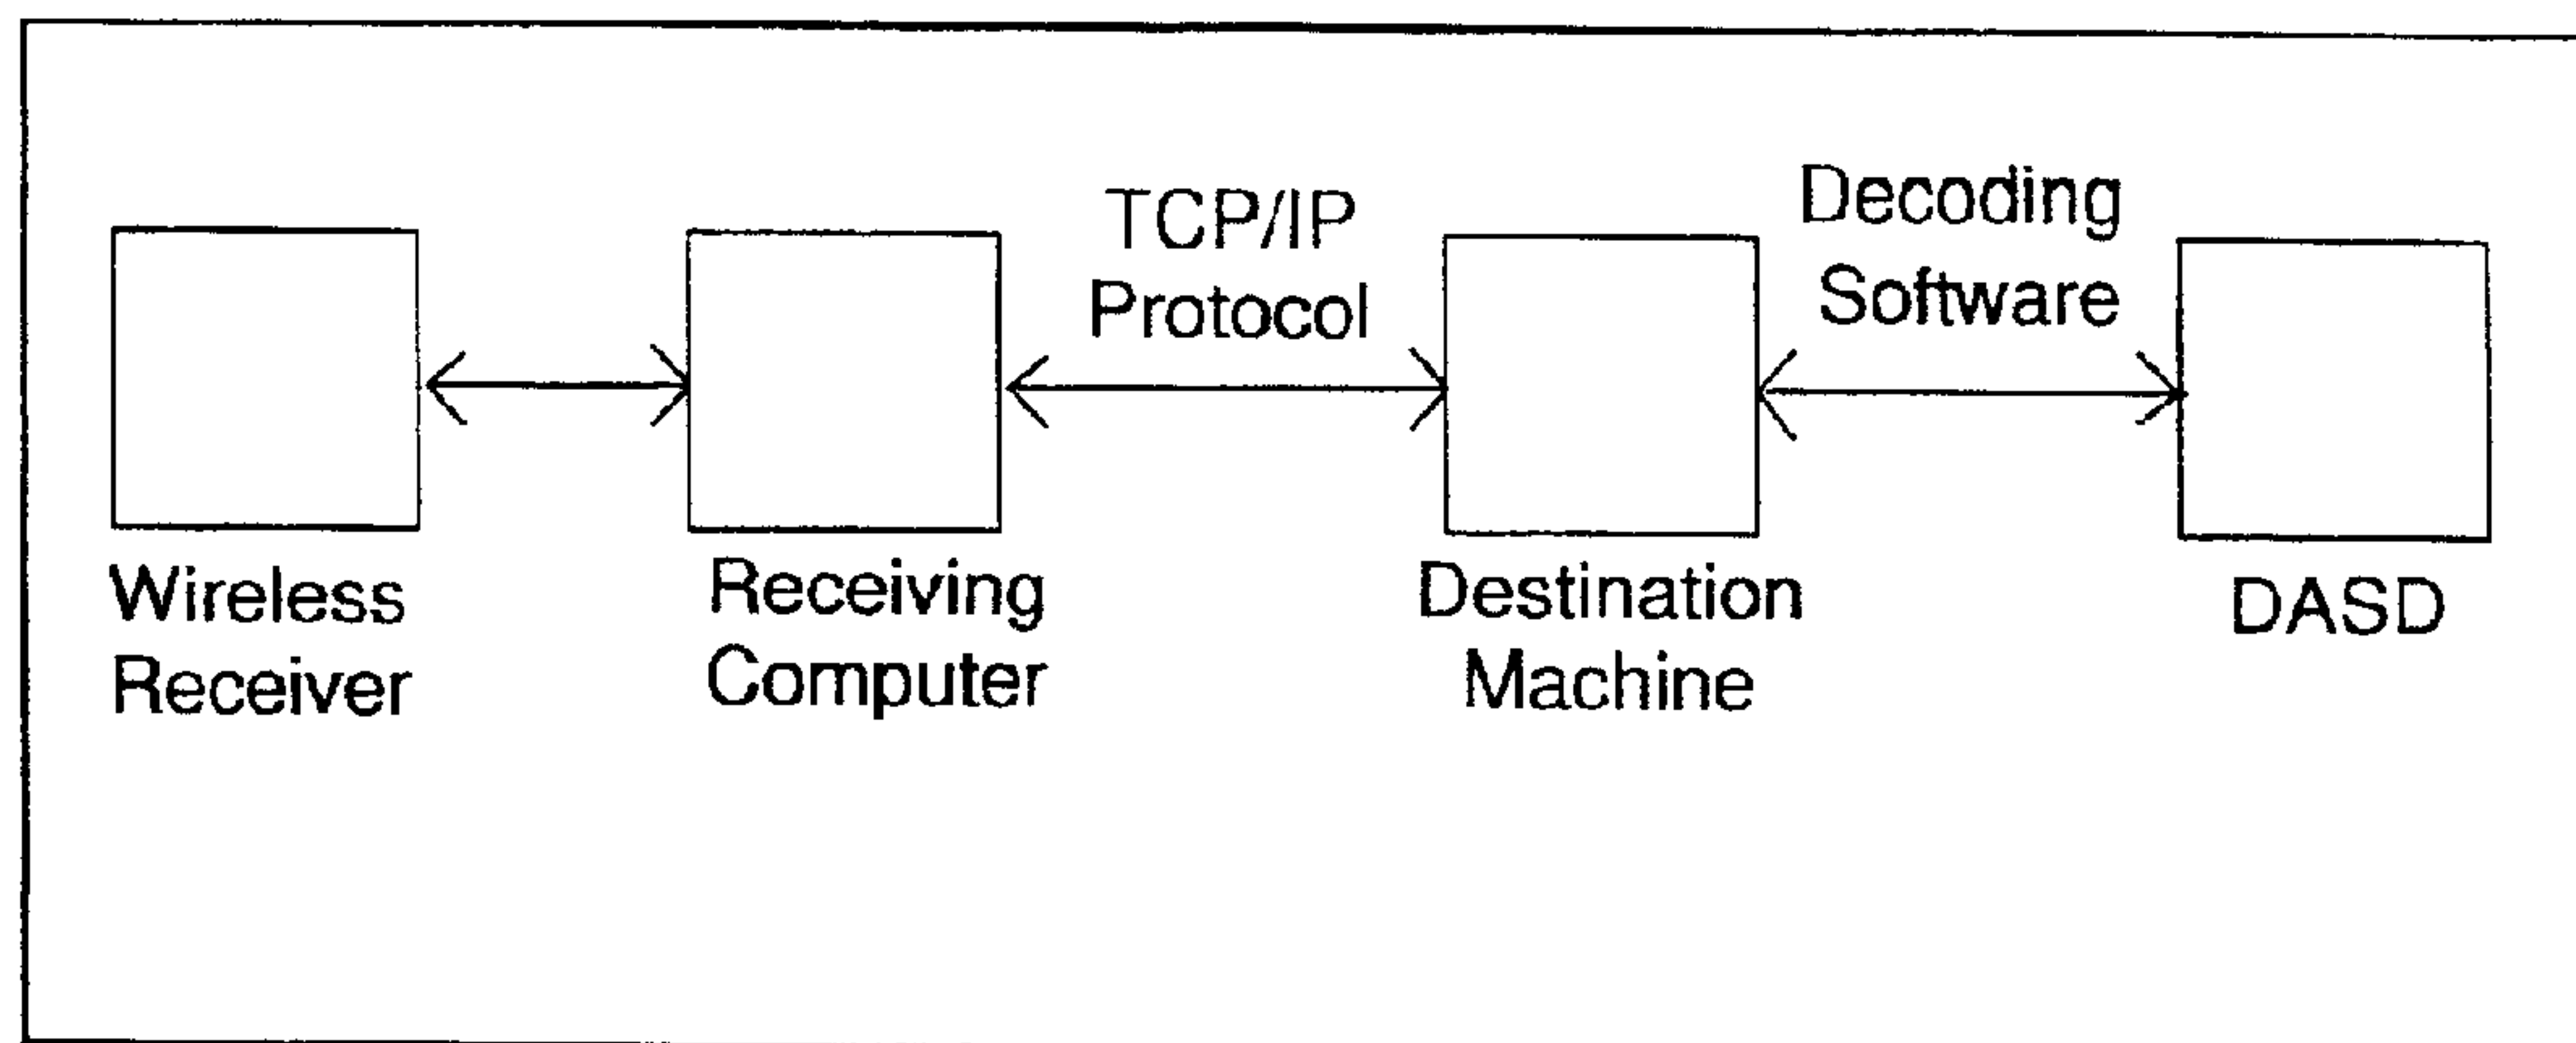 TCP/IP
Protocol
Decoding
Software
Wireless
Receiver
Receiving
Computer
Destination
Machine
DASD